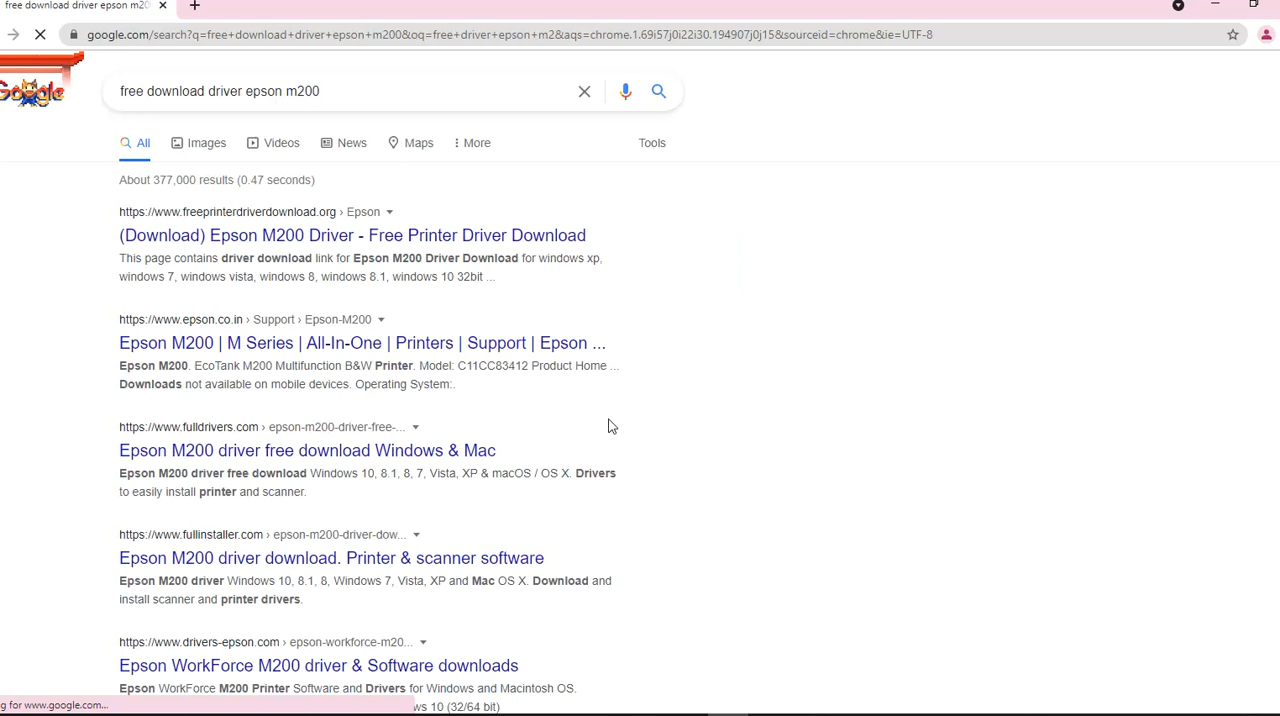 free download driver epson m20
google.com/search?q=free+download+driver+epson+m200&oq=free+driver+epson+m2&aqs=chrome.1.69i57j0i22i30.194907j0j15&sourceid=chrome&ie=UTF-8
Google
free download driver epson m200
All Images Videos News Maps More Tools
About 377,000 results (0.47 seconds)
https://www.freeprinterdriverdownload.org › Epson
(Download) Epson M200 Driver - Free Printer Driver Download
This page contains driver download link for Epson M200 Driver Download for windows xp,
windows 7, windows vista, windows 8, windows 8.1, windows 10 32bit ...
https://www.epson.co.in › Support › Epson-M200
Epson M200 | M Series | All-In-One | Printers | Support | Epson ...
Epson M200. EcoTank M200 Multifunction B&W Printer. Model: C11CC83412 Product Home ...
Downloads not available on mobile devices. Operating System:.
https://www.fulldrivers.com › epson-m200-driver-free-...
Epson M200 driver free download Windows & Mac
Epson M200 driver free download Windows 10, 8.1, 8, 7, Vista, XP & macOS / OS X. Drivers
to easily install printer and scanner.
https://www.fullinstaller.com › epson-m200-driver-dow...
Epson M200 driver download. Printer & scanner software
Epson M200 driver Windows 10, 8.1, 8, Windows 7, Vista, XP and Mac OS X. Download and
install scanner and printer drivers.
https://www.drivers-epson.com › epson-workforce-m20...
Epson WorkForce M200 driver & Software downloads
Epson WorkForce M200 Printer Software and Drivers for Windows and Macintosh OS.
ws 10 (32/64 bit)
g for www.google.com...